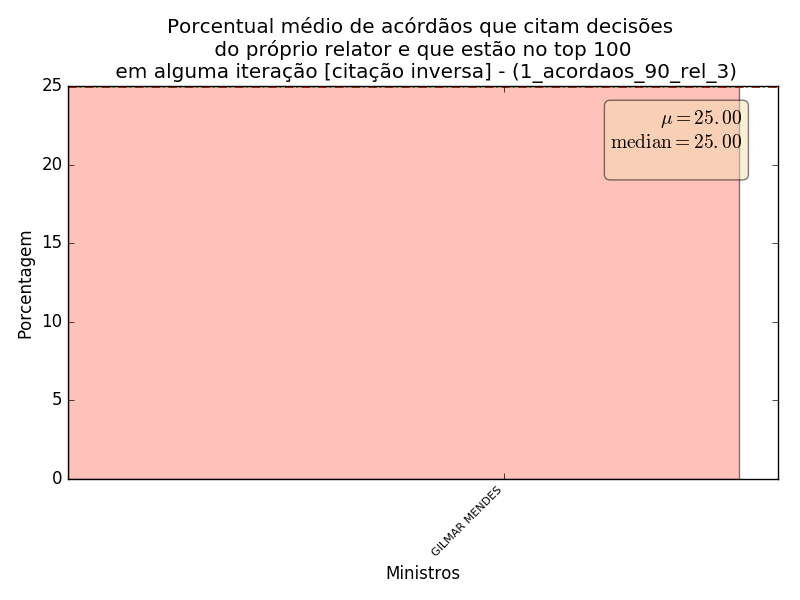 Porcentual médio de acórdãos que citam decisões
do próprio relator e que estão no top 100
em alguma iteração [citação inversa] - (1_acordaos_90_rel_3)
25
μ = 25.00
median = 25.00
20
15
Porcentagem
10
5
0
GILMAR MENDES
Ministros